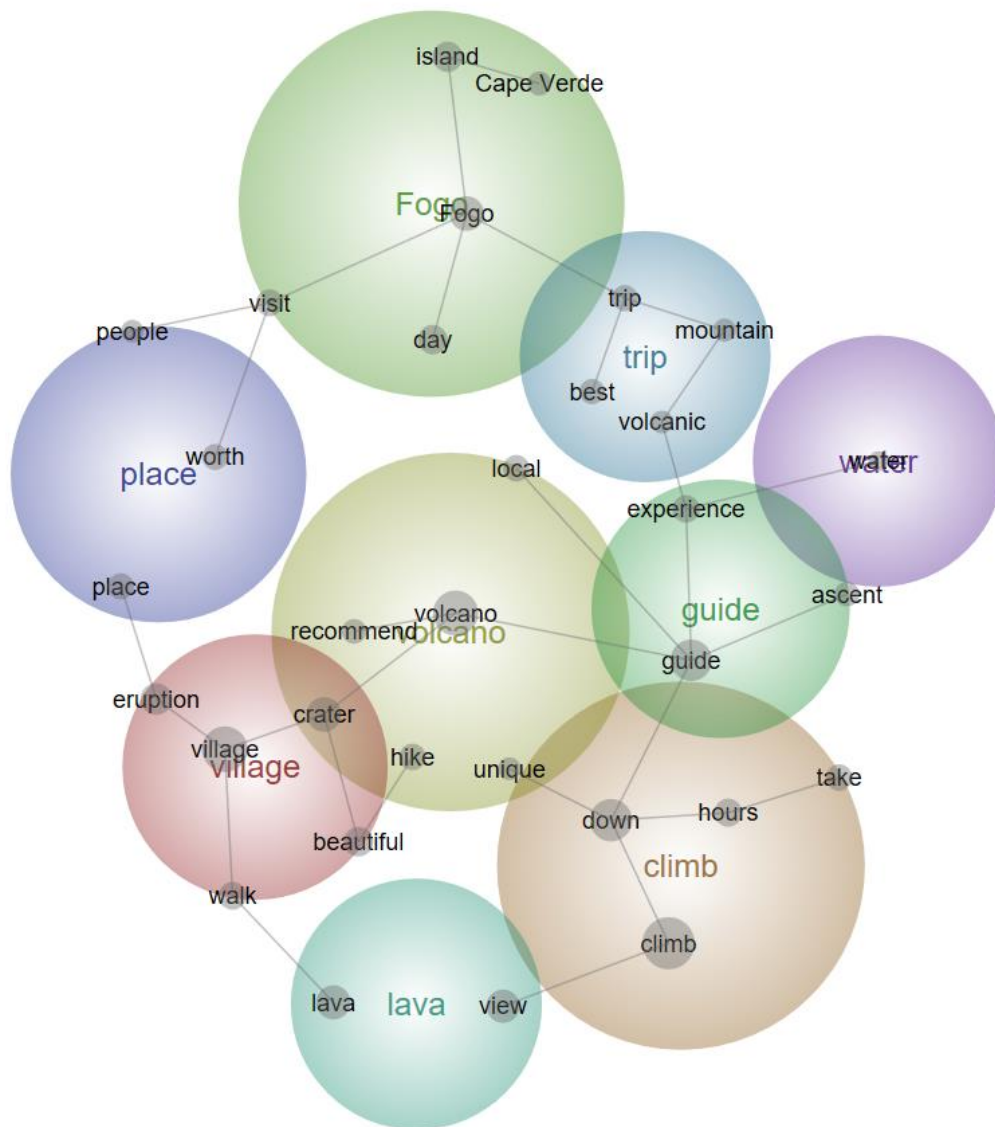 island
Cape Verde
Fogo
Fogo
visit
trip
people
mountain
day
trip
best
volcanic
worth
local
place
water
water
experience
place
ascent
volcano
guide
recommend
volcano
guide
eruption
crater
village
village
hike
unique
take
beautiful
down
hours
climb
walk
climb
lava
lava
view